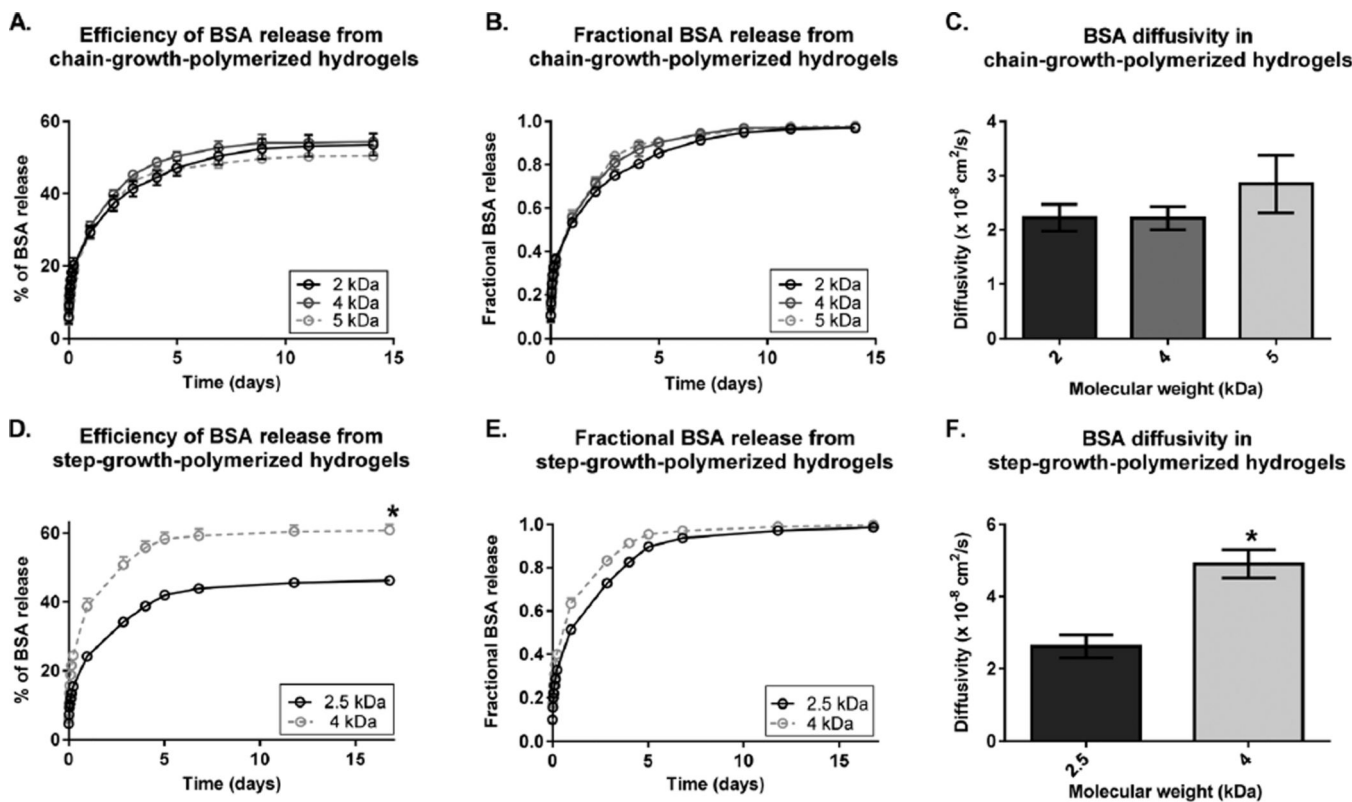 A.
Efficiency of BSA release from
chain-growth-polymerized hydrogels
% of BSA release
60
40
20
0
0
5
10
15
Time (days)
2 kDa
4 kDa
5 kDa
B.
Fractional BSA release from
chain-growth-polymerized hydrogels
Fractional BSA release
1.0
0.8
0.6
0.4
0.2
0.0
0
5
10
15
Time (days)
2 kDa
4 kDa
5 kDa
C.
BSA diffusivity in
chain-growth-polymerized hydrogels
Diffusivity (x 10⁻⁸ cm²/s)
4
3
2
1
0
2
4
5
Molecular weight (kDa)
D.
Efficiency of BSA release from
step-growth-polymerized hydrogels
% of BSA release
60
40
20
0
*
0
5
10
15
Time (days)
2.5 kDa
4 kDa
E.
Fractional BSA release from
step-growth-polymerized hydrogels
Fractional BSA release
1.0
0.8
0.6
0.4
0.2
0.0
0
5
10
15
Time (days)
2.5 kDa
4 kDa
F.
BSA diffusivity in
step-growth-polymerized hydrogels
Diffusivity (x 10⁻⁸ cm²/s)
6
4
2
0
*
2.5
4
Molecular weight (kDa)